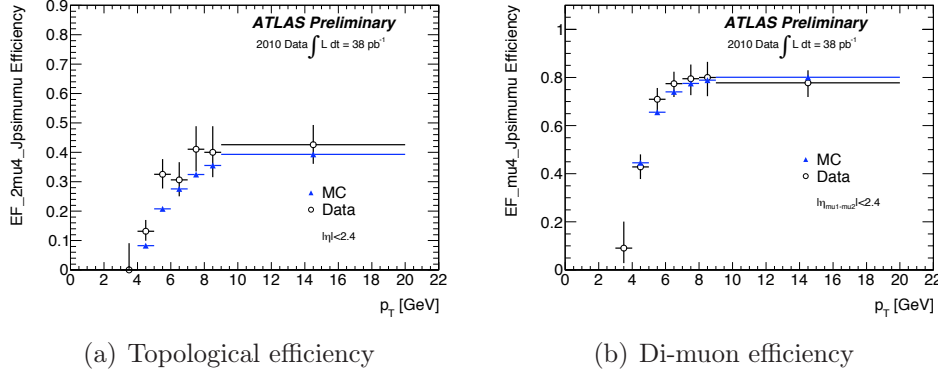 ATLAS Preliminary
2010 Data ∫ L dt = 38 pb⁻¹
EF_2mu4_Jpsimumu Efficiency
0.9
0.8
0.7
0.6
0.5
0.4
0.3
0.2
0.1
0
MC
Data
|η|<2.4
0 2 4 6 8 10 12 14 16 18 20 22
p_T [GeV]
(a) Topological efficiency
ATLAS Preliminary
2010 Data ∫ L dt = 38 pb⁻¹
EF_mu4_Jpsimumu Efficiency
1
0.8
0.6
0.4
0.2
0
MC
Data
|η_mu1-mu2|<2.4
0 2 4 6 8 10 12 14 16 18 20 22
p_T [GeV]
(b) Di-muon efficiency